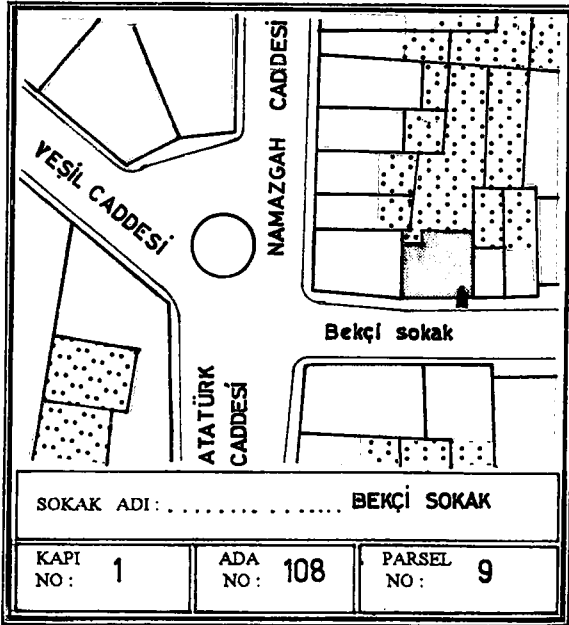 NAMAZGAH CADDESİ
YEŞİL CADDESİ
Bekçi sokak
ATATÜRK
CADDESİ
SOKAK ADI : . . . . . . . . . . . . . . . BEKÇİ SOKAK
KAPI
NO : 1
ADA
NO : 108
PARSEL
NO : 9